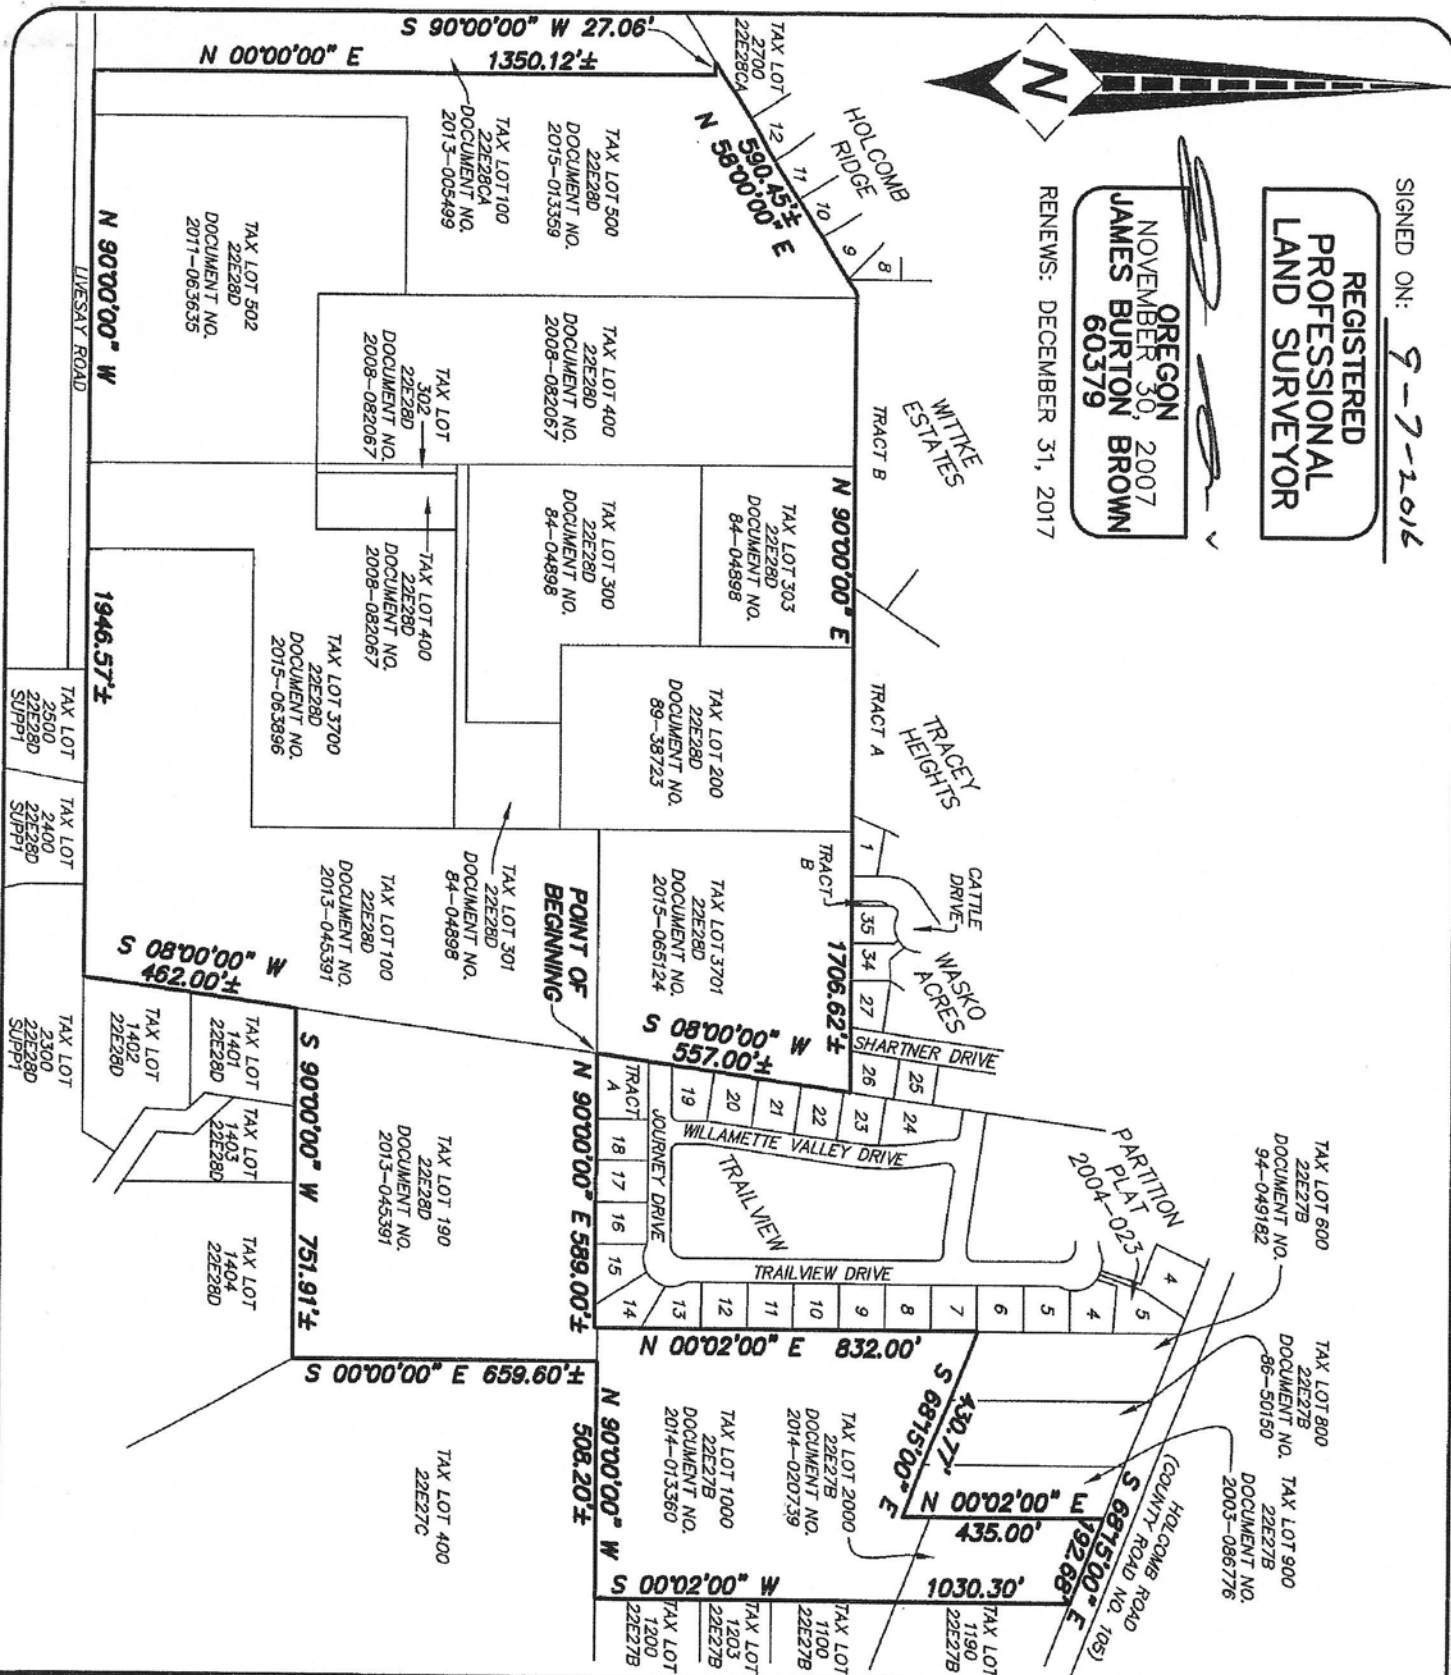 SIGNED ON: 9-7-2016
REGISTERED
PROFESSIONAL
LAND SURVEYOR
OREGON
NOVEMBER 30, 2007
JAMES BURTON BROWN
60379
RENEWS: DECEMBER 31, 2017
N
S 90°00'00" W 27.06'
N 00°00'00" E 1350.12'±
TAX LOT
2700
22E28CA
12
11
10
9
8
HOLCOMB
RIDGE
590.45'±
N 58°00'00" E
TAX LOT 100
22E28CA
DOCUMENT NO.
2013-005499
TAX LOT 500
22E28D
DOCUMENT NO.
2015-013359
TAX LOT 502
22E28D
DOCUMENT NO.
2011-063635
N 90°00'00" W
LIVESAY ROAD
TAX LOT 400
22E28D
DOCUMENT NO.
2008-082067
TAX LOT
302
22E28D
DOCUMENT NO.
2008-082067
WITTKE
ESTATES
TRACT B
N 90°00'00" E
TAX LOT 303
22E28D
DOCUMENT NO.
84-04898
TAX LOT 300
22E28D
DOCUMENT NO.
84-04898
TAX LOT 400
22E28D
DOCUMENT NO.
2008-082067
TAX LOT 3700
22E28D
DOCUMENT NO.
2015-063896
1946.57'±
TRACEY
HEIGHTS
TRACT A
TAX LOT 200
22E28D
DOCUMENT NO.
89-38723
TAX LOT
2500
22E28D
SUPP1
TAX LOT
2400
22E28D
SUPP1
TAX LOT
2300
22E28D
SUPP1
CATTLE
DRIVE
WASKO
ACRES
1
35
34
27
TRACT
B
1706.62'±
SHARTNER DRIVE
26
25
TAX LOT 3701
22E28D
DOCUMENT NO.
2015-065124
TAX LOT 301
22E28D
DOCUMENT NO.
84-04898
TAX LOT 100
22E28D
DOCUMENT NO.
2013-045391
POINT OF
BEGINNING
S 08°00'00" W
557.00'±
S 08°00'00" W
462.00'±
TAX LOT
1401
22E28D
TAX LOT
1402
22E28D
TAX LOT
1403
22E28D
TAX LOT
1404
22E28D
S 90°00'00" W 751.91'±
TAX LOT 190
22E28D
DOCUMENT NO.
2013-045391
N 90°00'00" E 589.00'±
TRACT
A
18
17
16
15
14
13
12
11
10
9
8
7
6
5
4
19
20
21
22
23
24
JOURNEY DRIVE
WILLAMETTE VALLEY DRIVE
TRAILVIEW
TRAILVIEW DRIVE
PARTITION
PLAT
2004-023
4
5
TAX LOT 600
22E27B
DOCUMENT NO.
94-049182
TAX LOT 800
22E27B
DOCUMENT NO.
86-50150
TAX LOT 900
22E27B
DOCUMENT NO.
2003-086776
HOLCOMB ROAD
(COUNTY ROAD NO. 105)
S 68°15'00" E
192.68'
N 00°02'00" E 832.00'
430.77'
S 68°15'00" E
N 00°02'00" E
435.00'
S 00°00'00" E 659.60'±
N 90°00'00" W
508.20'±
TAX LOT 1000
22E27B
DOCUMENT NO.
2014-013360
TAX LOT 2000
22E27B
DOCUMENT NO.
2014-020739
S 00°02'00" W 1030.30'
TAX LOT 400
22E27C
TAX LOT
1190
22E27B
TAX LOT
1100
22E27B
TAX LOT
1203
22E27B
TAX LOT
1200
22E27B